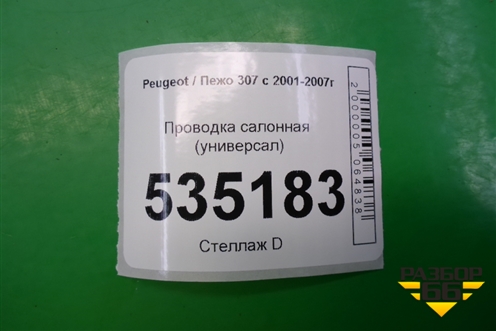 Peugeot / Пежо 307 с 2001-2007г
Проводка салонная
(универсал)
535183
Стеллаж D
2000005064838
РАЗБОР
66